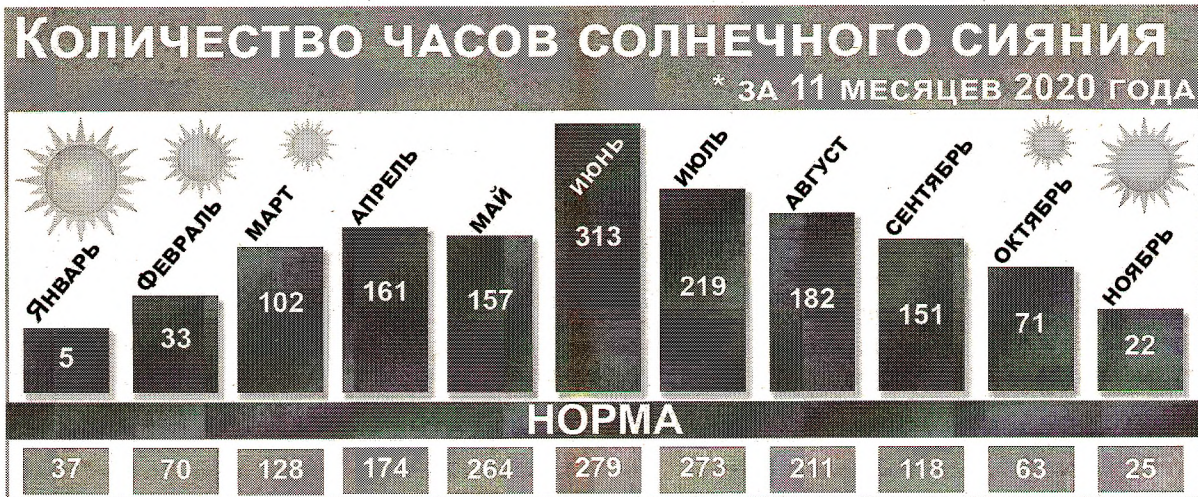 Количество часов солнечного сияния
* за 11 месяцев 2020 года
Январь
Февраль
март
апрель
май
июнь
июль
август
сентябрь
октябрь
ноябрь
5
33
102
161
157
313
219
182
151
71
22
НОРМА
37 70 128 174 264 279 273 211 118 63 25